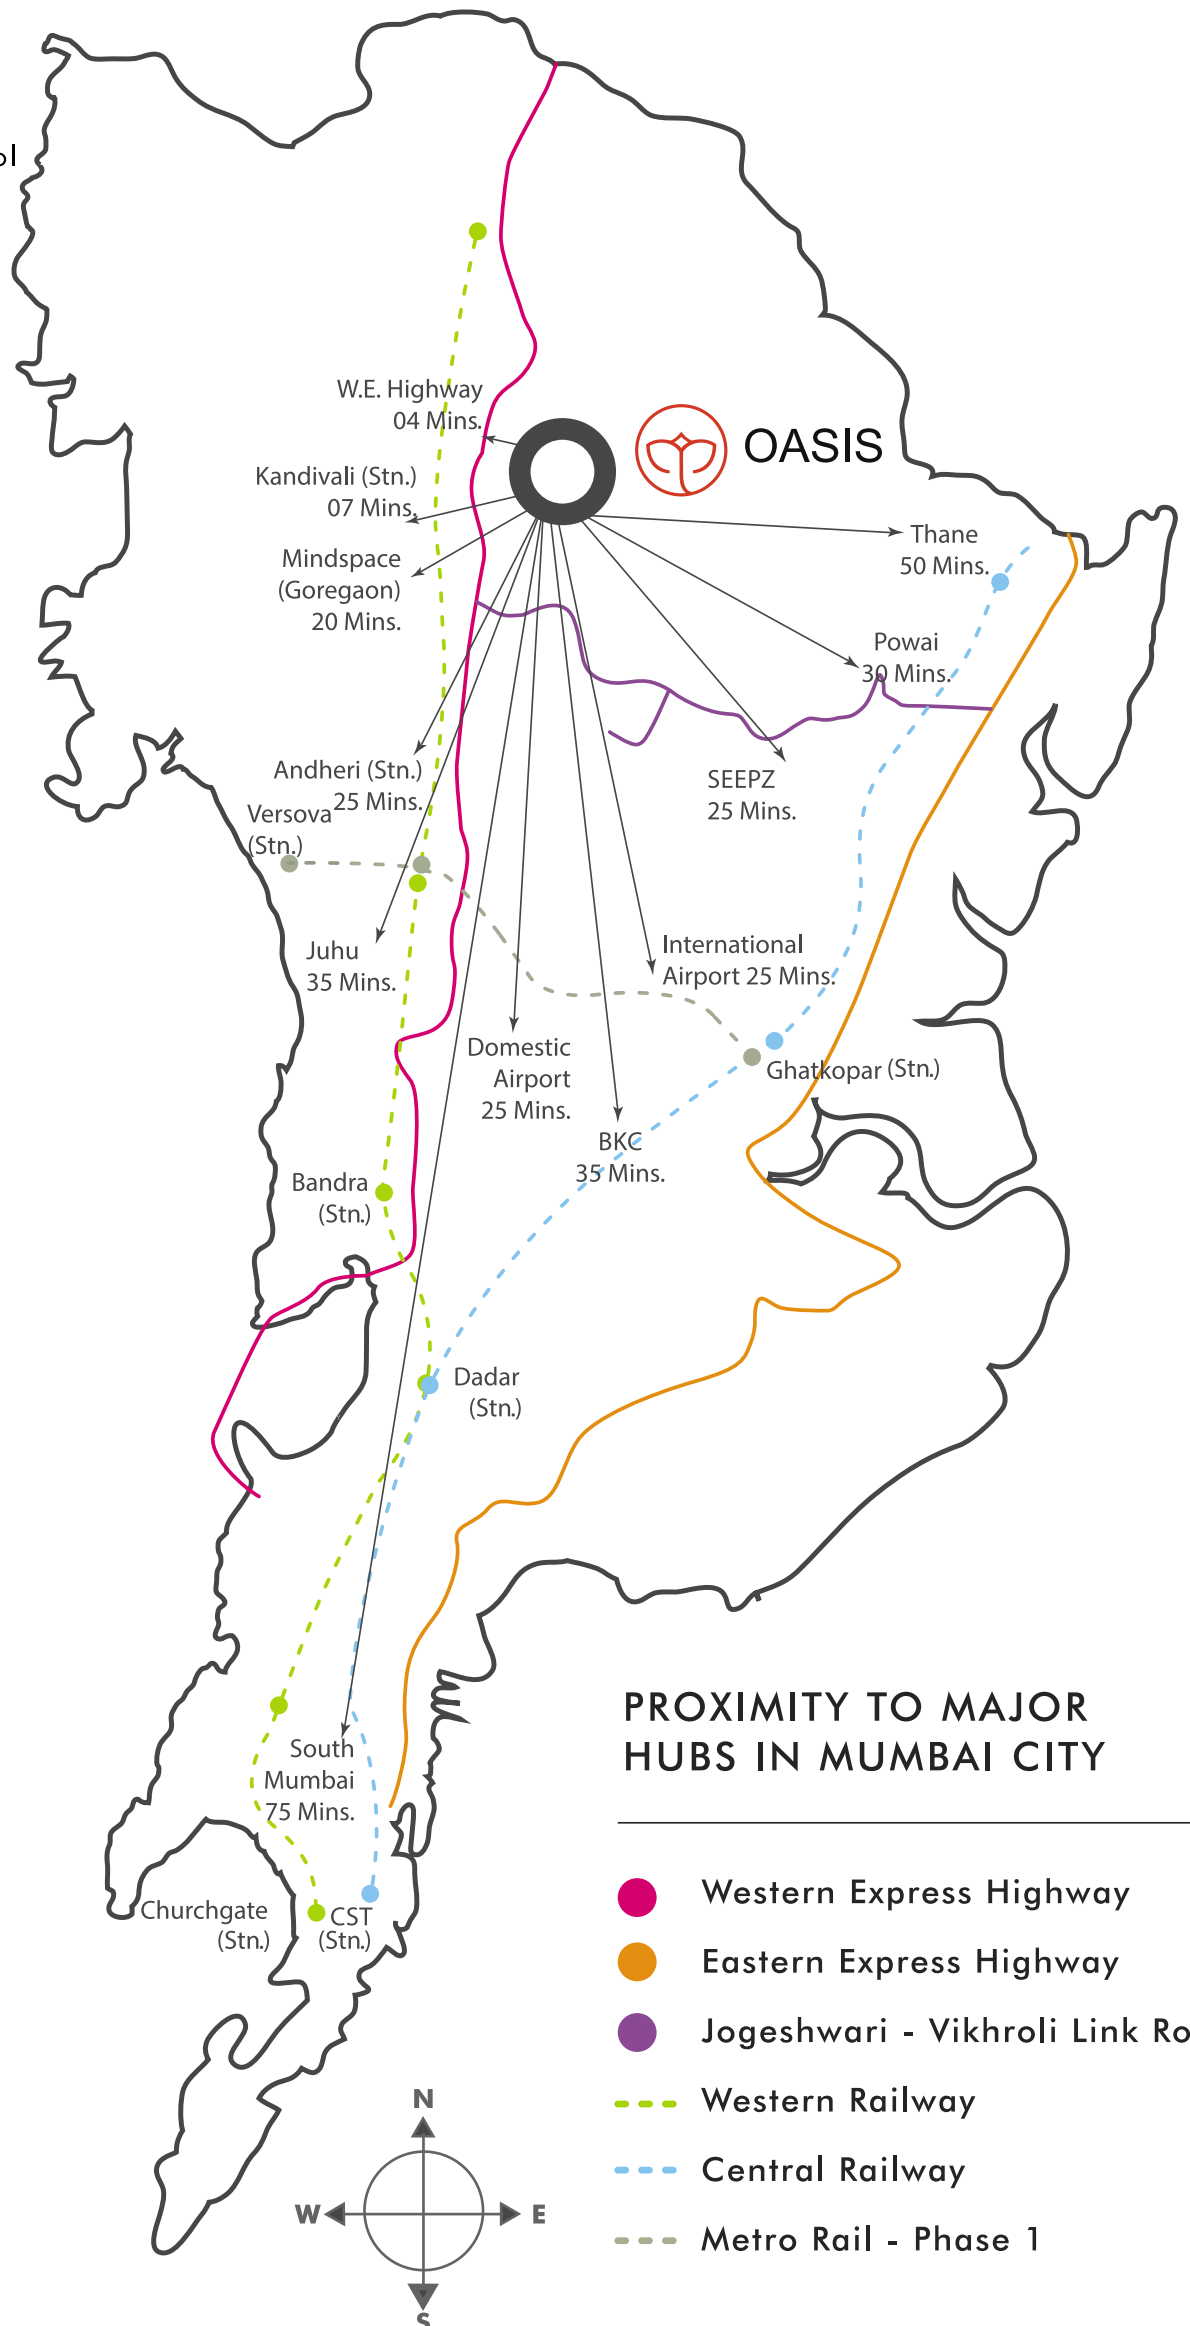 W.E. Highway
04 Mins.
OASIS
Kandivali (Stn.)
07 Mins.
Mindspace
(Goregaon)
20 Mins.
Thane
50 Mins.
Powai
30 Mins.
Andheri (Stn.)
25 Mins.
SEEPZ
25 Mins.
Versova
(Stn.)
Juhu
35 Mins.
International
Airport 25 Mins.
Domestic
Airport
25 Mins.
Ghatkopar (Stn.)
BKC
35 Mins.
Bandra
(Stn.)
Dadar
(Stn.)
South
Mumbai
75 Mins.
Churchgate
(Stn.)
CST
(Stn.)
PROXIMITY TO MAJOR
HUBS IN MUMBAI CITY
Western Express Highway
Eastern Express Highway
Jogeshwari - Vikhroli Link Ro
Western Railway
Central Railway
Metro Rail - Phase 1
N
W
E
S